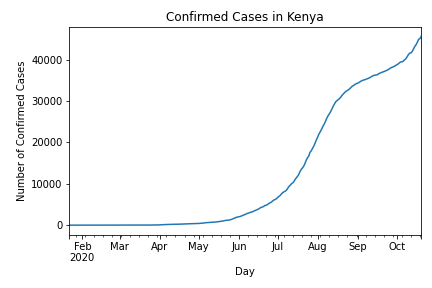 Confirmed Cases in Kenya
Number of Confirmed Cases
40000
30000
20000
10000
0
Feb Mar Apr May Jun Jul Aug Sep Oct
2020
Day